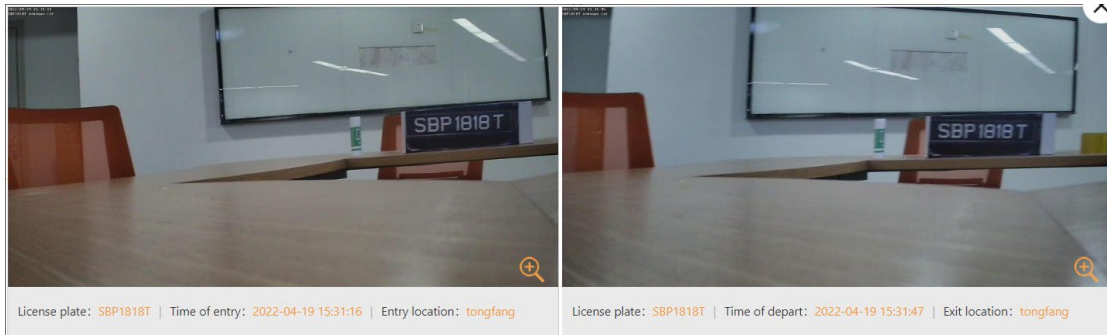 SBP1818T
SBP1818T
License plate: SBP1818T | Time of entry: 2022-04-19 15:31:16 | Entry location: tongfang
License plate: SBP1818T | Time of depart: 2022-04-19 15:31:47 | Exit location: tongfang